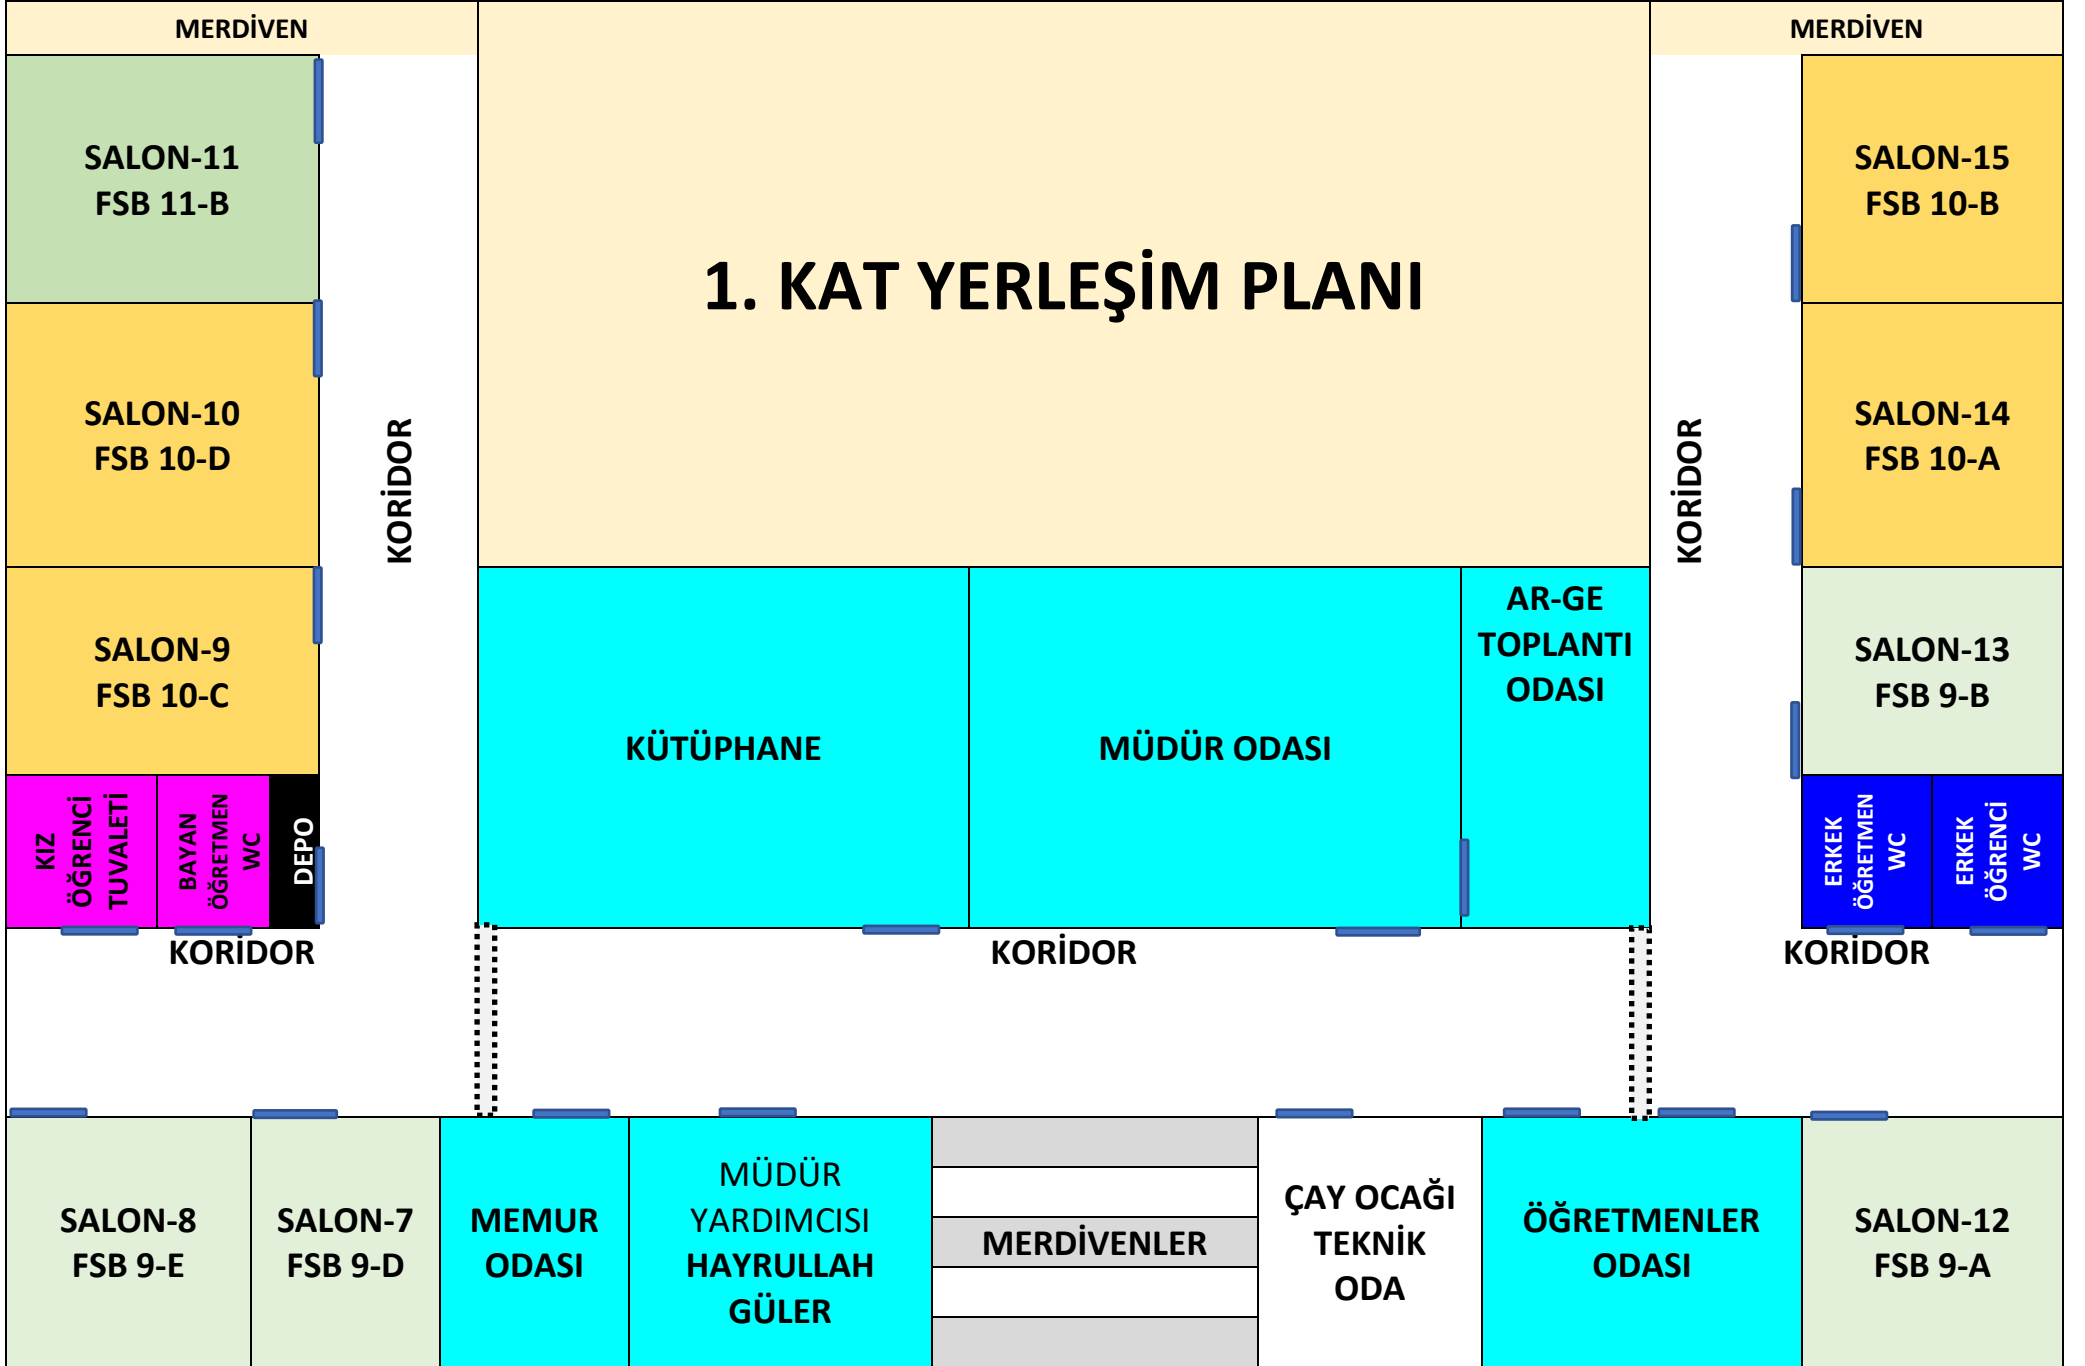 MERDİVEN
MERDİVEN
SALON-11
FSB 11-B
SALON-15
FSB 10-B
1. KAT YERLEŞİM PLANI
SALON-10
FSB 10-D
KORİDOR
KORİDOR
SALON-14
FSB 10-A
SALON-9
FSB 10-C
AR-GE
TOPLANTI
ODASI
SALON-13
FSB 9-B
KÜTÜPHANE
MÜDÜR ODASI
KIZ
ÖĞRENCİ
TUVALETİ
BAYAN
ÖĞRETMEN
WC
DEPO
ERKEK
ÖĞRETMEN
WC
ERKEK
ÖĞRENCİ
WC
KORİDOR
KORİDOR
KORİDOR
SALON-8
FSB 9-E
SALON-7
FSB 9-D
MEMUR
ODASI
MÜDÜR
YARDIMCISI
HAYRULLAH
GÜLER
MERDİVENLER
ÇAY OCAĞI
TEKNİK
ODA
ÖĞRETMENLER
ODASI
SALON-12
FSB 9-A